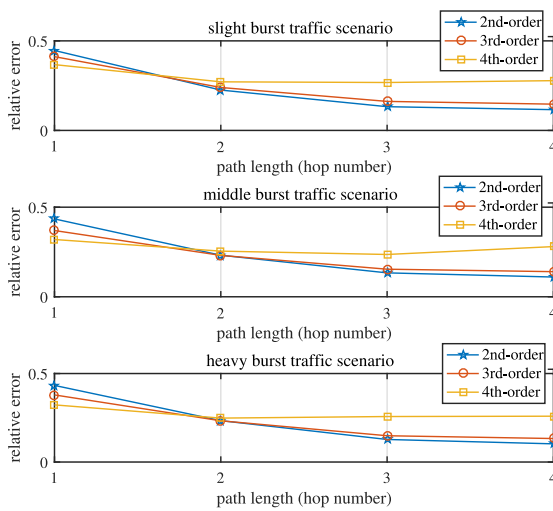 slight burst traffic scenario
2nd-order
3rd-order
4th-order
relative error
0.5
0
1 2 3 4
path length (hop number)
middle burst traffic scenario
2nd-order
3rd-order
4th-order
relative error
0.5
0
1 2 3 4
path length (hop number)
heavy burst traffic scenario
2nd-order
3rd-order
4th-order
relative error
0.5
0
1 2 3 4
path length (hop number)